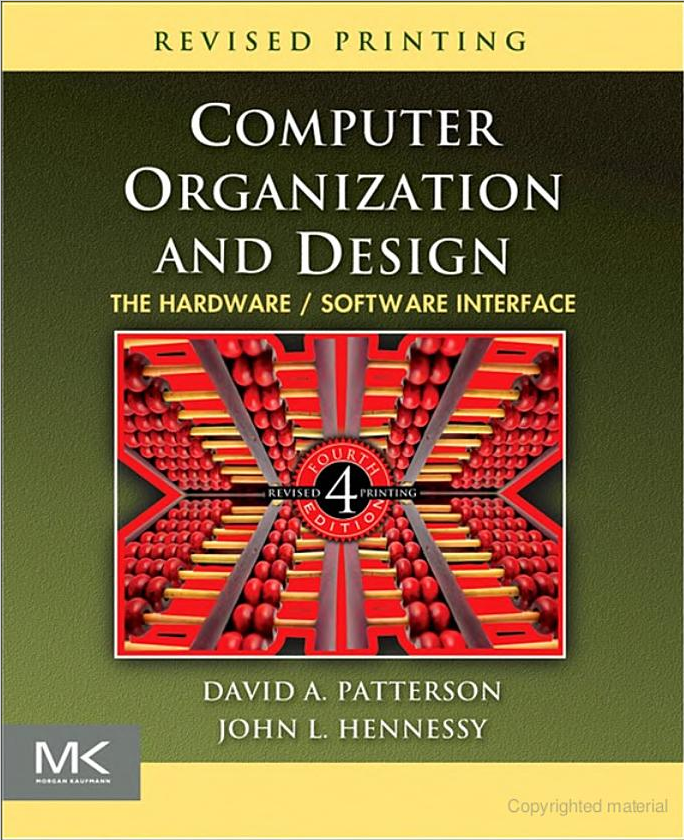 REVISED PRINTING
COMPUTER
ORGANIZATION
AND DESIGN
THE HARDWARE / SOFTWARE INTERFACE
FOURTH
REVISED 4 PRINTING
EDITION
DAVID A. PATTERSON
JOHN L. HENNESSY
MK
MORGAN KAUFMANN
Copyrighted material